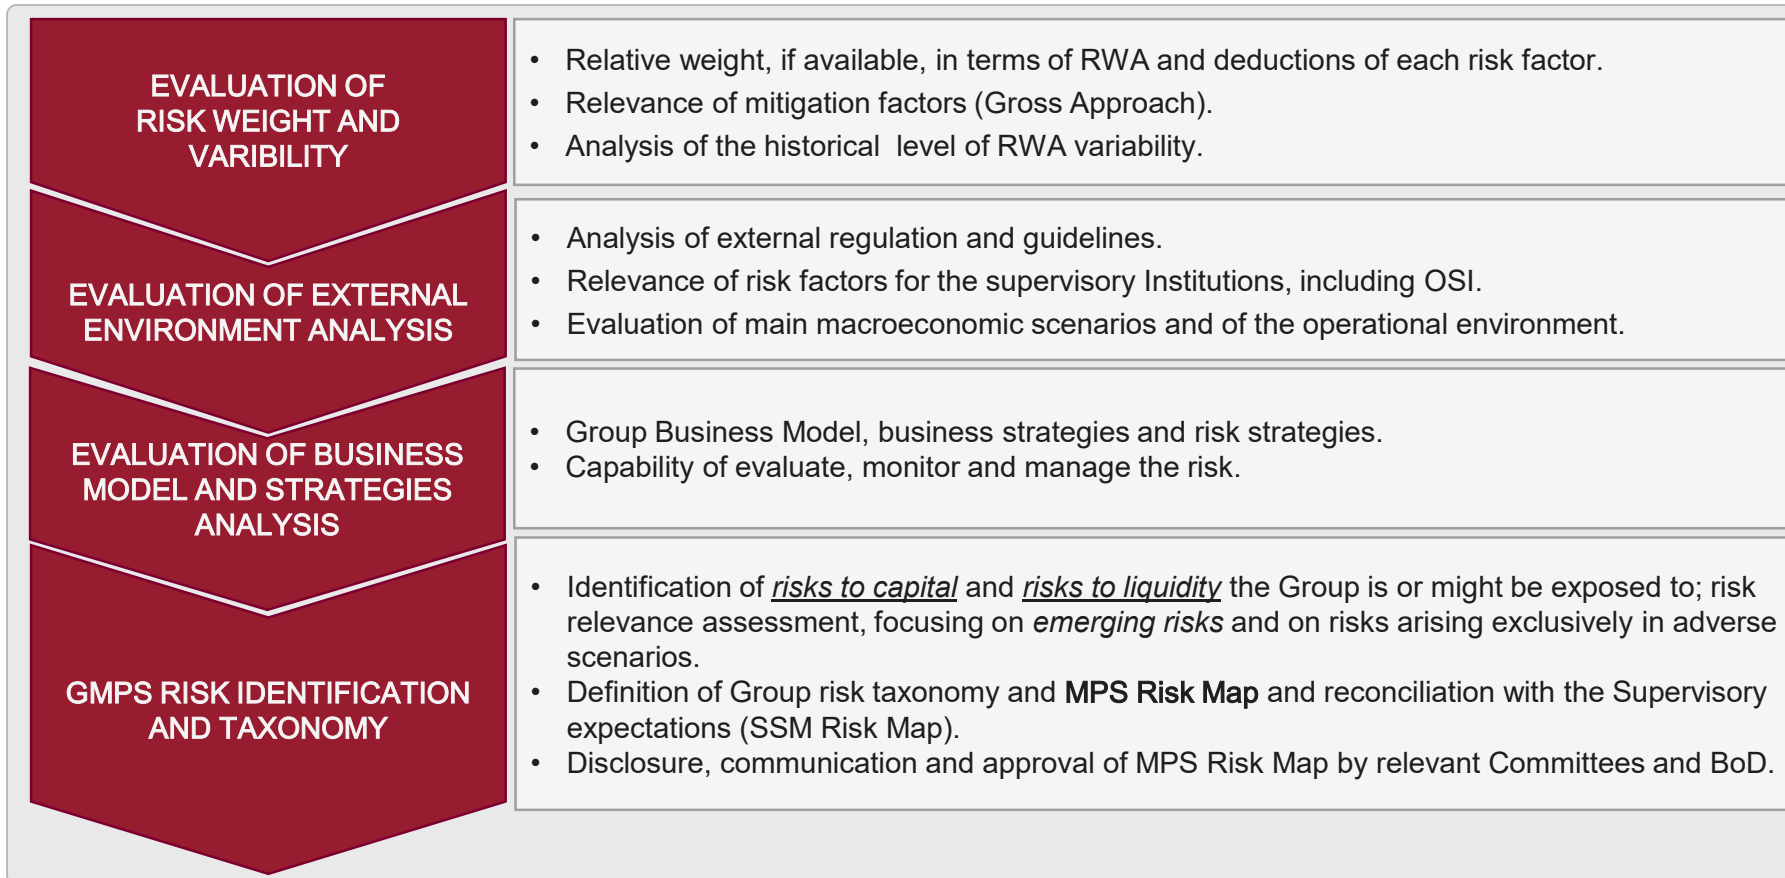 EVALUATION OF
RISK WEIGHT AND
VARIBILITY
• Relative weight, if available, in terms of RWA and deductions of each risk factor.
• Relevance of mitigation factors (Gross Approach).
• Analysis of the historical  level of RWA variability.
EVALUATION OF EXTERNAL
ENVIRONMENT ANALYSIS
• Analysis of external regulation and guidelines.
• Relevance of risk factors for the supervisory Institutions, including OSI.
• Evaluation of main macroeconomic scenarios and of the operational environment.
EVALUATION OF BUSINESS
MODEL AND STRATEGIES
ANALYSIS
• Group Business Model, business strategies and risk strategies.
• Capability of evaluate, monitor and manage the risk.
GMPS RISK IDENTIFICATION
AND TAXONOMY
• Identification of risks to capital and risks to liquidity the Group is or might be exposed to; risk
relevance assessment, focusing on emerging risks and on risks arising exclusively in adverse
scenarios.
• Definition of Group risk taxonomy and MPS Risk Map and reconciliation with the Supervisory
expectations (SSM Risk Map).
• Disclosure, communication and approval of MPS Risk Map by relevant Committees and BoD.